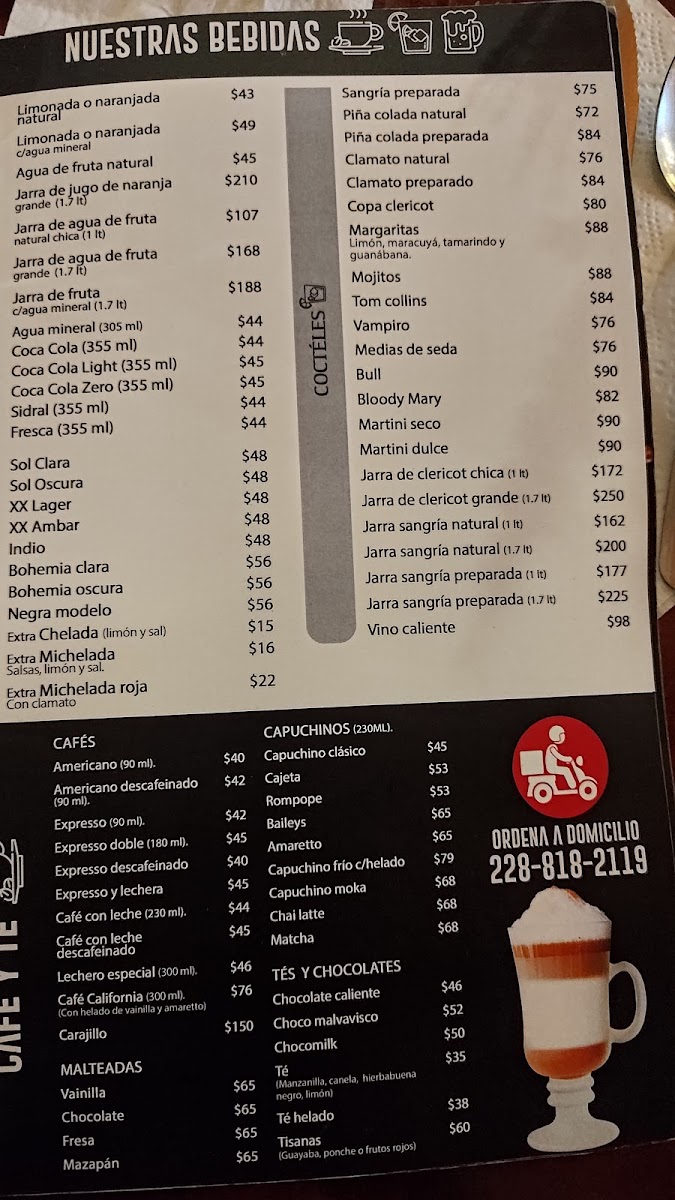 NUESTRAS BEBIDAS
Limonada o naranjada $43
natural
Limonada o naranjada $49
c/agua mineral
Agua de fruta natural $45
Jarra de jugo de naranja $210
grande (1.7 lt)
Jarra de agua de fruta $107
natural chica (1 lt)
Jarra de agua de fruta $168
grande (1.7 lt)
Jarra de fruta $188
c/agua mineral (1.7 lt)
Agua mineral (305 ml) $44
Coca Cola (355 ml) $44
Coca Cola Light (355 ml) $45
Coca Cola Zero (355 ml) $45
Sidral (355 ml) $44
Fresca (355 ml) $44
Sol Clara $48
Sol Oscura $48
XX Lager $48
XX Ambar $48
Indio $48
Bohemia clara $56
Bohemia oscura $56
Negra modelo $56
Extra Chelada (limón y sal) $15
Extra Michelada $16
Salsas, limón y sal.
Extra Michelada roja $22
Con clamato
COCTÉLES
Sangría preparada $75
Piña colada natural $72
Piña colada preparada $84
Clamato natural $76
Clamato preparado $84
Copa clericot $80
Margaritas $88
Limón, maracuyá, tamarindo y
guanábana.
Mojitos $88
Tom collins $84
Vampiro $76
Medias de seda $76
Bull $90
Bloody Mary $82
Martini seco $90
Martini dulce $90
Jarra de clericot chica (1 lt) $172
Jarra de clericot grande (1.7 lt) $250
Jarra sangría natural (1 lt) $162
Jarra sangría natural (1.7 lt) $200
Jarra sangría preparada (1 lt) $177
Jarra sangría preparada (1.7 lt) $225
Vino caliente $98
CAFÉ Y TÉ
CAFÉS
Americano (90 ml). $40
Americano descafeinado $42
(90 ml).
Expresso (90 ml). $42
Expresso doble (180 ml). $45
Expresso descafeinado $40
Expresso y lechera $45
Café con leche (230 ml). $44
Café con leche $45
descafeinado
Lechero especial (300 ml). $46
Café California (300 ml). $76
(Con helado de vainilla y amaretto)
Carajillo $150
MALTEADAS
Vainilla $65
Chocolate $65
Fresa $65
Mazapán $65
CAPUCHINOS (230ML).
Capuchino clásico $45
Cajeta $53
Rompope $53
Baileys $65
Amaretto $65
Capuchino frío c/helado $79
Capuchino moka $68
Chai latte $68
Matcha $68
TÉS Y CHOCOLATES
Chocolate caliente $46
Choco malvavisco $52
Chocomilk $50
Té $35
(Manzanilla, canela, hierbabuena
negro, limón)
Té helado $38
Tisanas $60
(Guayaba, ponche o frutos rojos)
ORDENA A DOMICILIO
228-818-2119